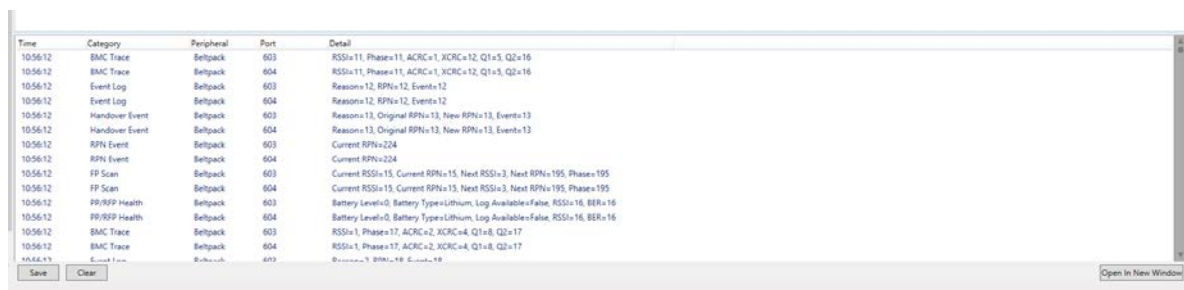 Time Category Peripheral Port Detail
10:56:12 BMC Trace Beltpack 603 RSSI=11, Phase=11, ACRC=1, XCRC=12, Q1=5, Q2=16
10:56:12 BMC Trace Beltpack 604 RSSI=11, Phase=11, ACRC=1, XCRC=12, Q1=5, Q2=16
10:56:12 Event Log Beltpack 603 Reason=12, RPN=12, Event=12
10:56:12 Event Log Beltpack 604 Reason=12, RPN=12, Event=12
10:56:12 Handover Event Beltpack 603 Reason=13, Original RPN=13, New RPN=13, Event=13
10:56:12 Handover Event Beltpack 604 Reason=13, Original RPN=13, New RPN=13, Event=13
10:56:12 RPN Event Beltpack 603 Current RPN=224
10:56:12 RPN Event Beltpack 604 Current RPN=224
10:56:12 FP Scan Beltpack 603 Current RSSI=15, Current RPN=15, Next RSSI=3, Next RPN=195, Phase=195
10:56:12 FP Scan Beltpack 604 Current RSSI=15, Current RPN=15, Next RSSI=3, Next RPN=195, Phase=195
10:56:12 PP/RFP Health Beltpack 603 Battery Level=0, Battery Type=Lithium, Log Available=False, RSSI=16, BER=16
10:56:12 PP/RFP Health Beltpack 604 Battery Level=0, Battery Type=Lithium, Log Available=False, RSSI=16, BER=16
10:56:12 BMC Trace Beltpack 603 RSSI=1, Phase=17, ACRC=2, XCRC=4, Q1=8, Q2=17
10:56:12 BMC Trace Beltpack 604 RSSI=1, Phase=17, ACRC=2, XCRC=4, Q1=8, Q2=17
10:56:12 Event Log Beltpack 603 Reason=2, RPN=18, Event=18
Save Clear Open In New Window